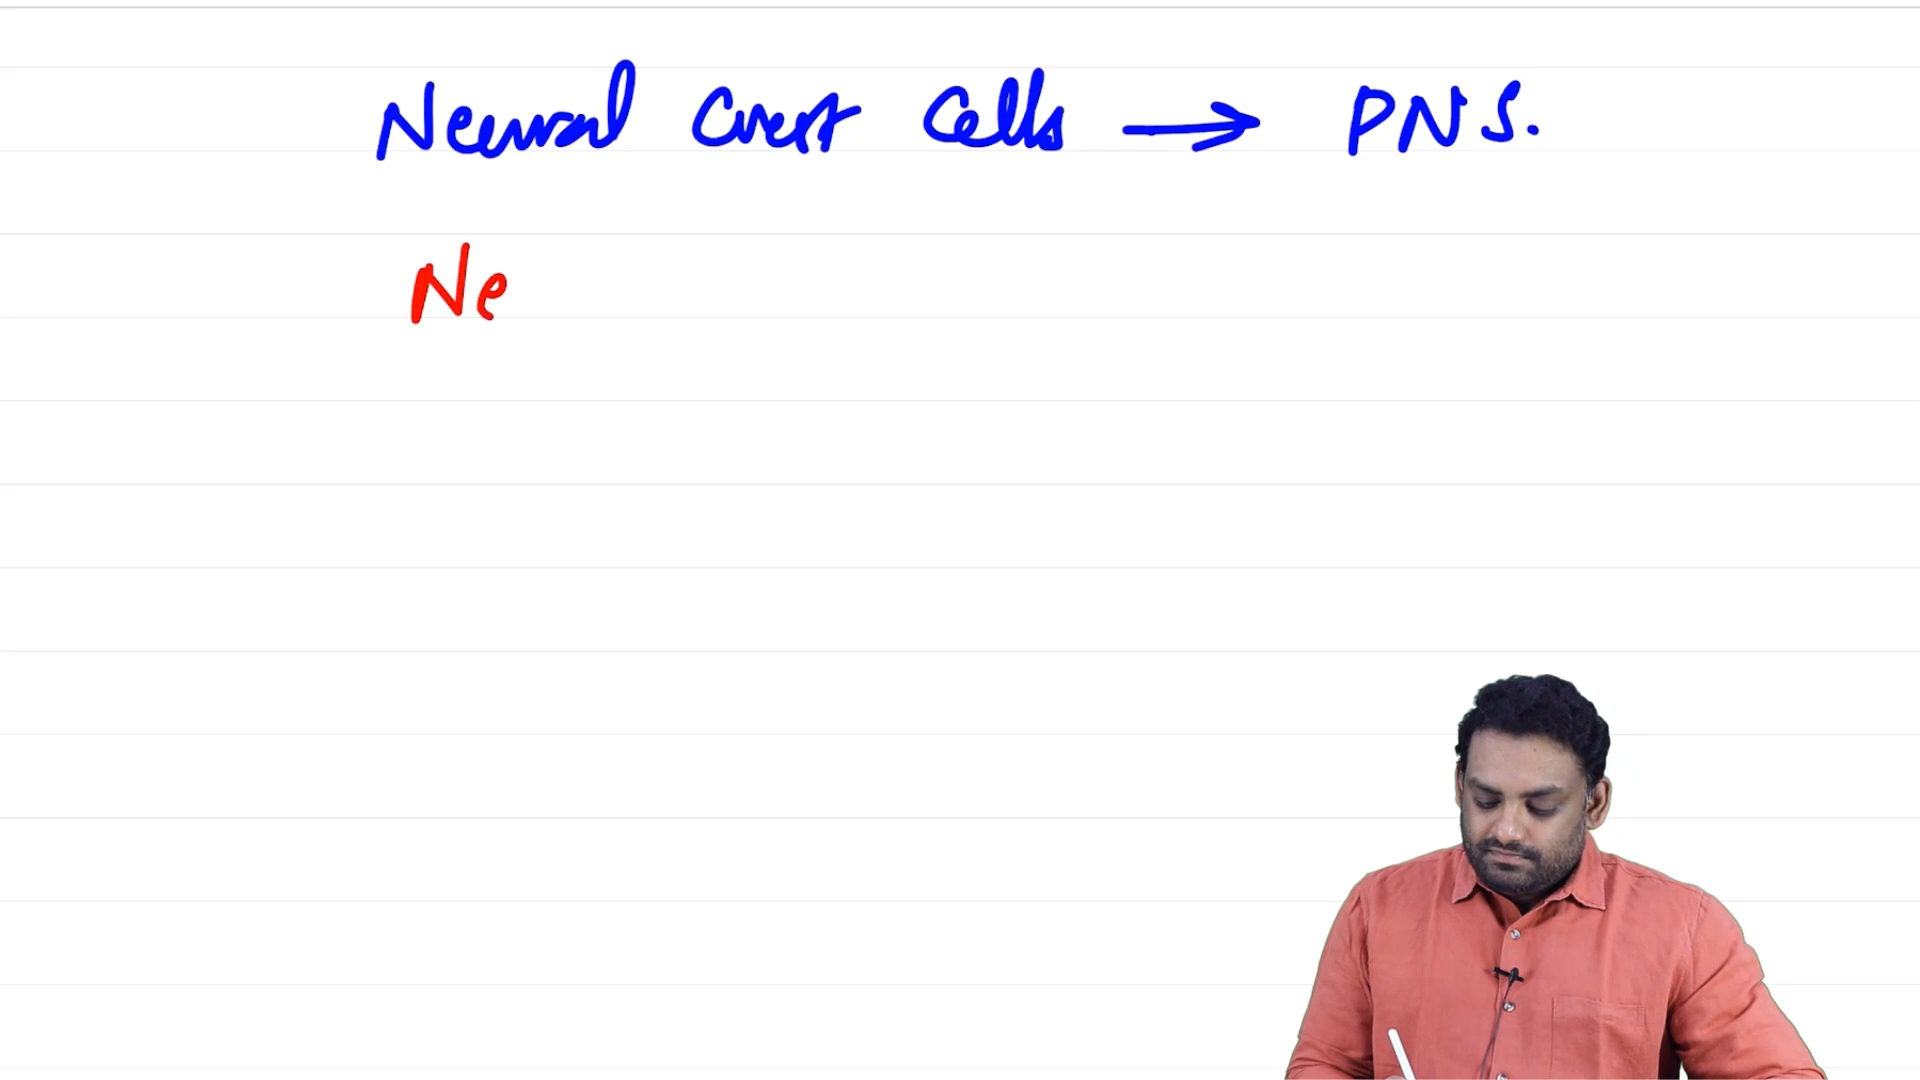 Neural Crest Cells → PNS.
Ne